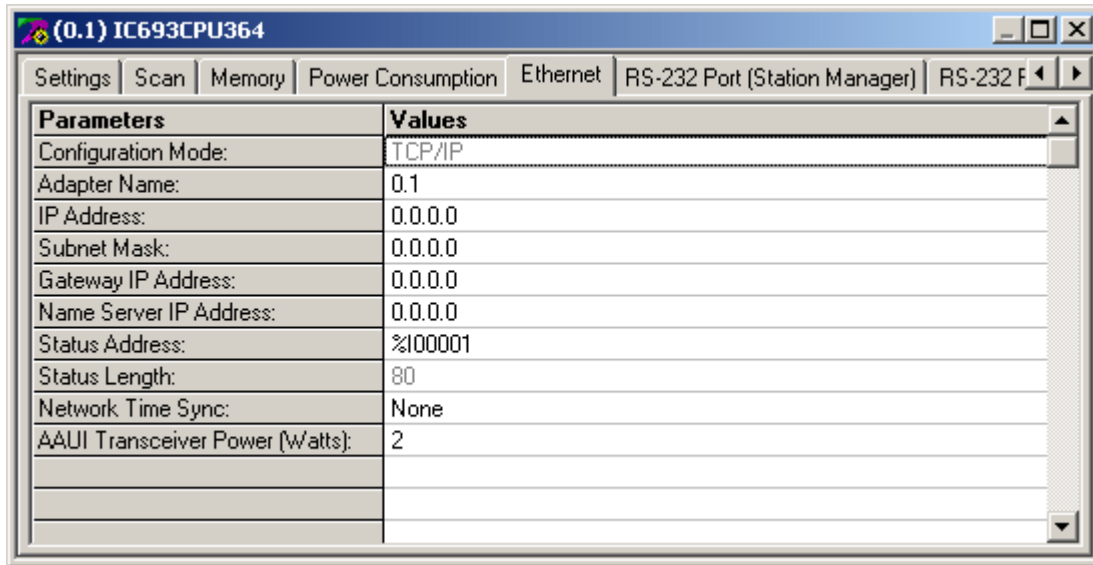 (0.1) IC693CPU364
Settings Scan Memory Power Consumption Ethernet RS-232 Port (Station Manager) RS-232
Parameters Values
Configuration Mode: TCP/IP
Adapter Name: 0.1
IP Address: 0.0.0.0
Subnet Mask: 0.0.0.0
Gateway IP Address: 0.0.0.0
Name Server IP Address: 0.0.0.0
Status Address: %I00001
Status Length: 80
Network Time Sync: None
AAUI Transceiver Power (Watts): 2